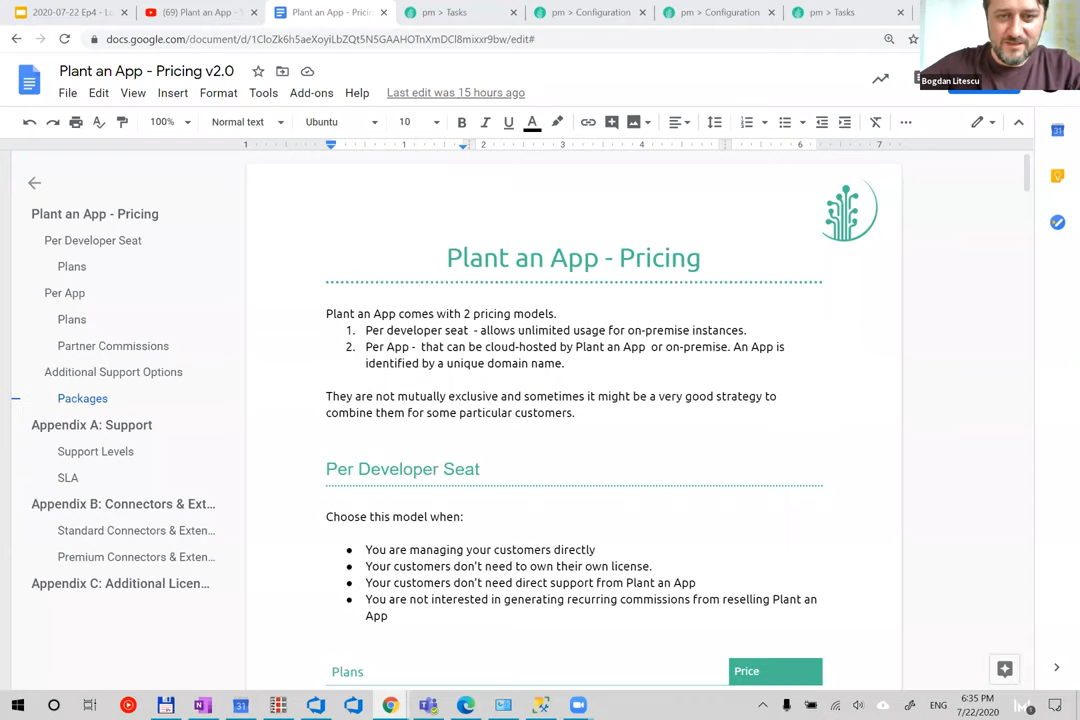 2020-07-22 Ep4 - Lo
(69) Plant an App -
Plant an App - Pricin
pm > Tasks
pm > Configuration
pm > Configuration
pm > Tasks
docs.google.com/document/d/1CloZk6h5aeXoyiLbZQt5N5GAAHOTnXmDCl8mixxr9bw/edit#
Bogdan Litescu
Plant an App - Pricing v2.0
File Edit View Insert Format Tools Add-ons Help Last edit was 15 hours ago
100% Normal text Ubuntu 10 B I U A
1 1 2 3 4 6 7
31
Plant an App - Pricing
Per Developer Seat
Plans
Per App
Plans
Partner Commissions
Additional Support Options
Packages
Appendix A: Support
Support Levels
SLA
Appendix B: Connectors & Ext...
Standard Connectors & Exten...
Premium Connectors & Exten...
Appendix C: Additional Licen...
Plant an App - Pricing
Plant an App comes with 2 pricing models.
1. Per developer seat - allows unlimited usage for on-premise instances.
2. Per App - that can be cloud-hosted by Plant an App or on-premise. An App is
identified by a unique domain name.
They are not mutually exclusive and sometimes it might be a very good strategy to
combine them for some particular customers.
Per Developer Seat
Choose this model when:
● You are managing your customers directly
● Your customers don't need to own their own license.
● Your customers don't need direct support from Plant an App
● You are not interested in generating recurring commissions from reselling Plant an
App
Plans Price
31
ENG
6:35 PM
7/22/2020